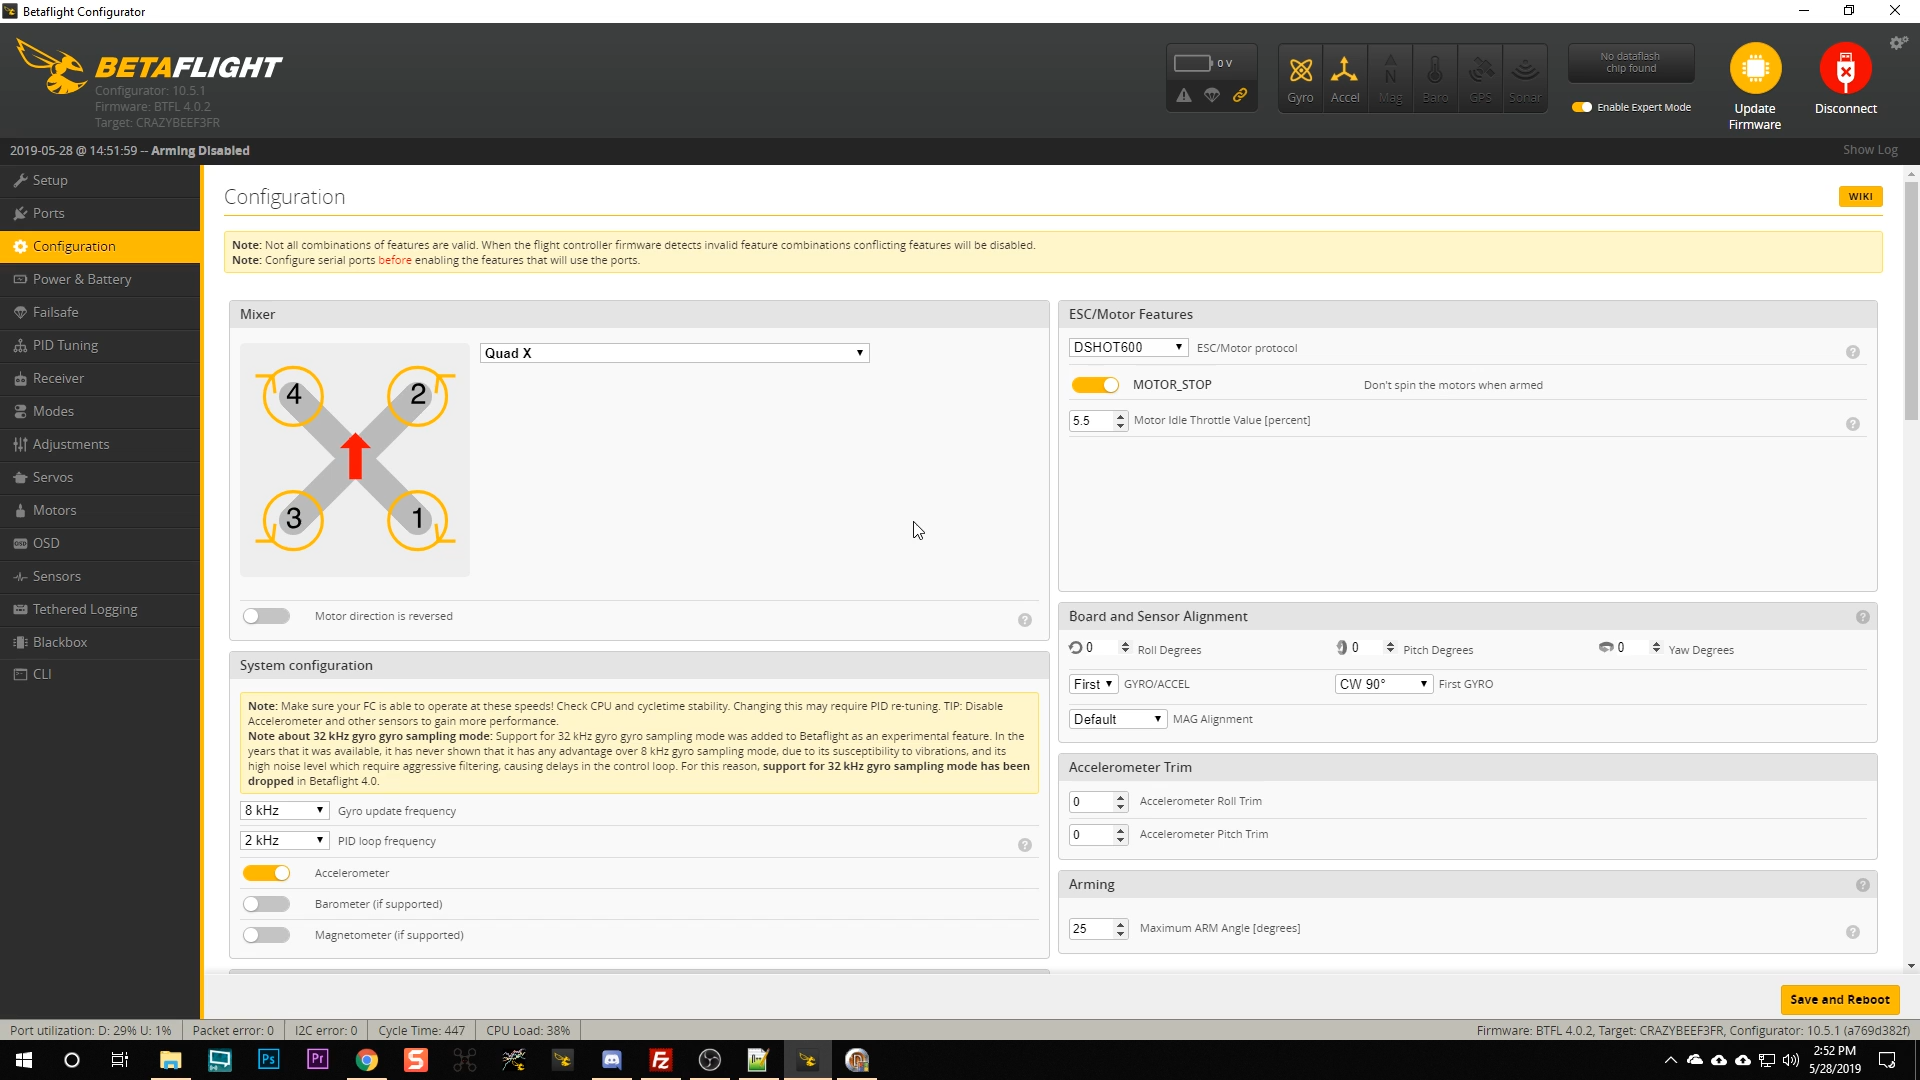 Betaflight Configurator
BETAFLIGHT
Configurator: 10.5.1
Firmware: BTFL 4.0.2
Target: CRAZYBEEF3FR
0 V
Gyro
Accel
Mag
Baro
GPS
Sonar
No dataflash
chip found
Enable Expert Mode
Update
Firmware
Disconnect
2019-05-28 @ 14:51:59 -- Arming Disabled
Show Log
Setup
Ports
Configuration
Power & Battery
Failsafe
PID Tuning
Receiver
Modes
Adjustments
Servos
Motors
OSD
Sensors
Tethered Logging
Blackbox
CLI
Configuration
WIKI
Note: Not all combinations of features are valid. When the flight controller firmware detects invalid feature combinations conflicting features will be disabled.
Note: Configure serial ports before enabling the features that will use the ports.
Mixer
Quad X
4
2
3
1
Motor direction is reversed
System configuration
Note: Make sure your FC is able to operate at these speeds! Check CPU and cycletime stability. Changing this may require PID re-tuning. TIP: Disable
Accelerometer and other sensors to gain more performance.
Note about 32 kHz gyro gyro sampling mode: Support for 32 kHz gyro gyro sampling mode was added to Betaflight as an experimental feature. In the
years that it was available, it has never shown that it has any advantage over 8 kHz gyro sampling mode, due to its susceptibility to vibrations, and its
high noise level which require aggressive filtering, causing delays in the control loop. For this reason, support for 32 kHz gyro sampling mode has been
dropped in Betaflight 4.0.
8 kHz
Gyro update frequency
2 kHz
PID loop frequency
Accelerometer
Barometer (if supported)
Magnetometer (if supported)
ESC/Motor Features
DSHOT600
ESC/Motor protocol
MOTOR_STOP
Don't spin the motors when armed
5.5
Motor Idle Throttle Value [percent]
Board and Sensor Alignment
0
Roll Degrees
0
Pitch Degrees
0
Yaw Degrees
First
GYRO/ACCEL
CW 90°
First GYRO
Default
MAG Alignment
Accelerometer Trim
0
Accelerometer Roll Trim
0
Accelerometer Pitch Trim
Arming
25
Maximum ARM Angle [degrees]
Save and Reboot
Port utilization: D: 29% U: 1%
Packet error: 0
I2C error: 0
Cycle Time: 447
CPU Load: 38%
Firmware: BTFL 4.0.2, Target: CRAZYBEEF3FR, Configurator: 10.5.1 (a769d382f)
Ps
Pr
S
Fz
2:52 PM
5/28/2019